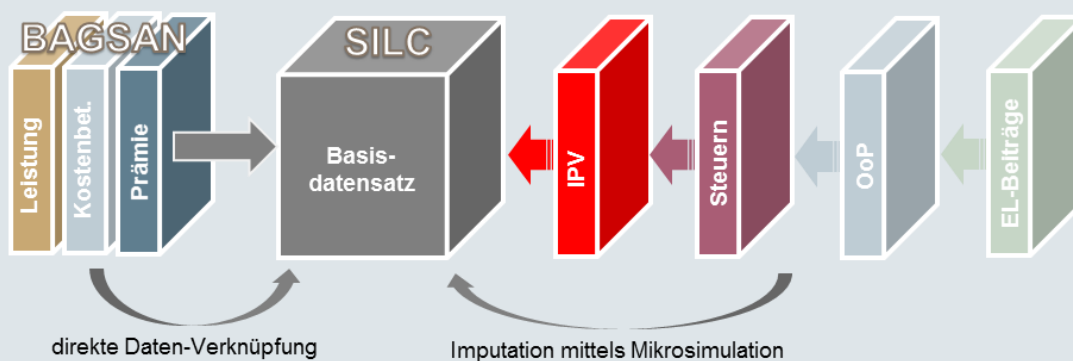 BAGSAN
SILC
Leistung
Kostenbet.
Prämie
Basis-
datensatz
IPV
Steuern
OoP
EL-Beiträge
direkte Daten-Verknüpfung
Imputation mittels Mikrosimulation